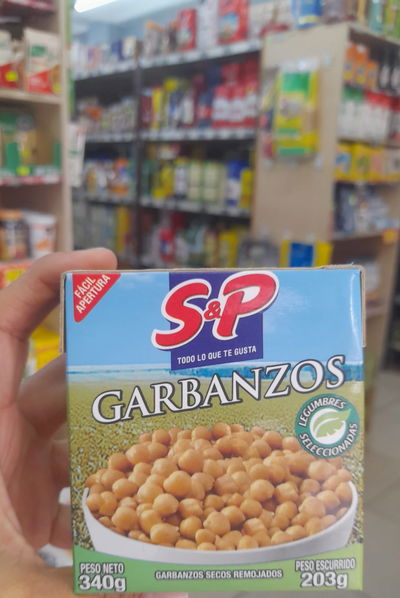 FÁCIL
APERTURA
S&P
TODO LO QUE TE GUSTA
GARBANZOS
LEGUMBRES
SELECCIONADAS
PESO NETO
340g
GARBANZOS SECOS REMOJADOS
PESO ESCURRIDO
203g